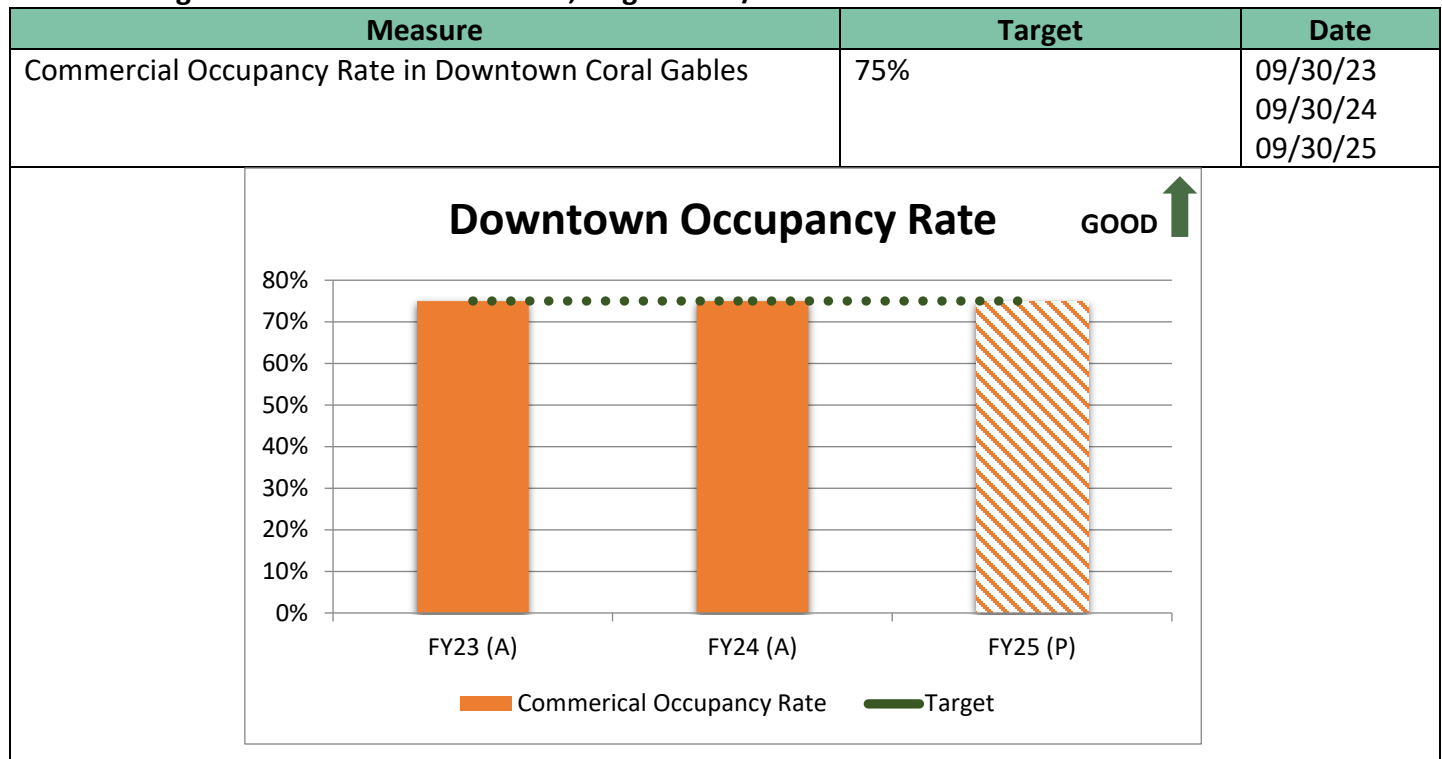 Measure Target Date
Commercial Occupancy Rate in Downtown Coral Gables 75% 09/30/23
09/30/24
09/30/25
Downtown Occupancy Rate GOOD
80%
70%
60%
50%
40%
30%
20%
10%
0%
FY23 (A) FY24 (A) FY25 (P)
Commerical Occupancy Rate Target